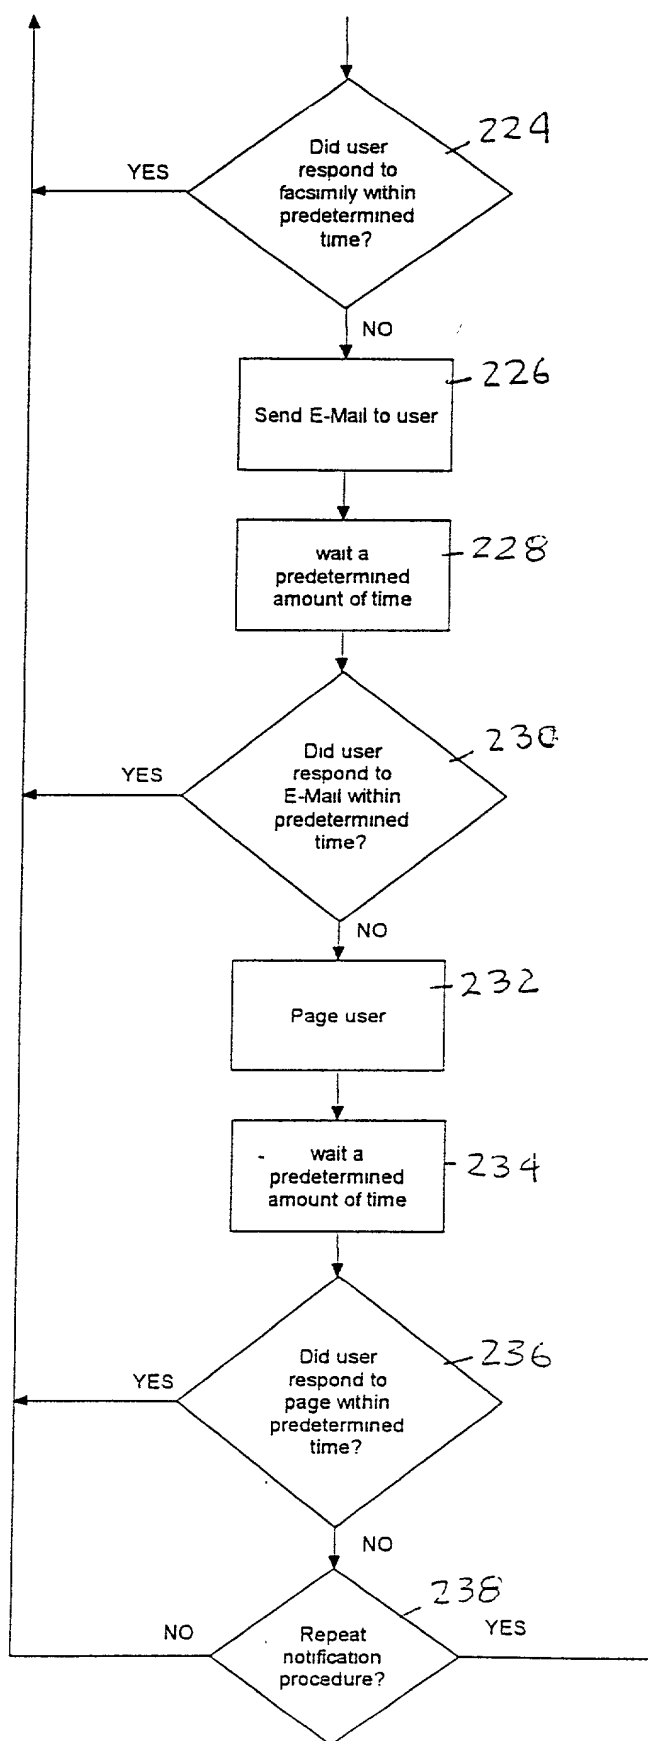 224
Did user
respond to
facsimily within
predetermined
time?
YES
NO
226
Send E-Mail to user
228
wait a
predetermined
amount of time
230
Did user
respond to
E-Mail within
predetermined
time?
YES
NO
232
Page user
234
wait a
predetermined
amount of time
236
Did user
respond to
page within
predetermined
time?
YES
NO
238
NO
Repeat
notification
procedure?
YES